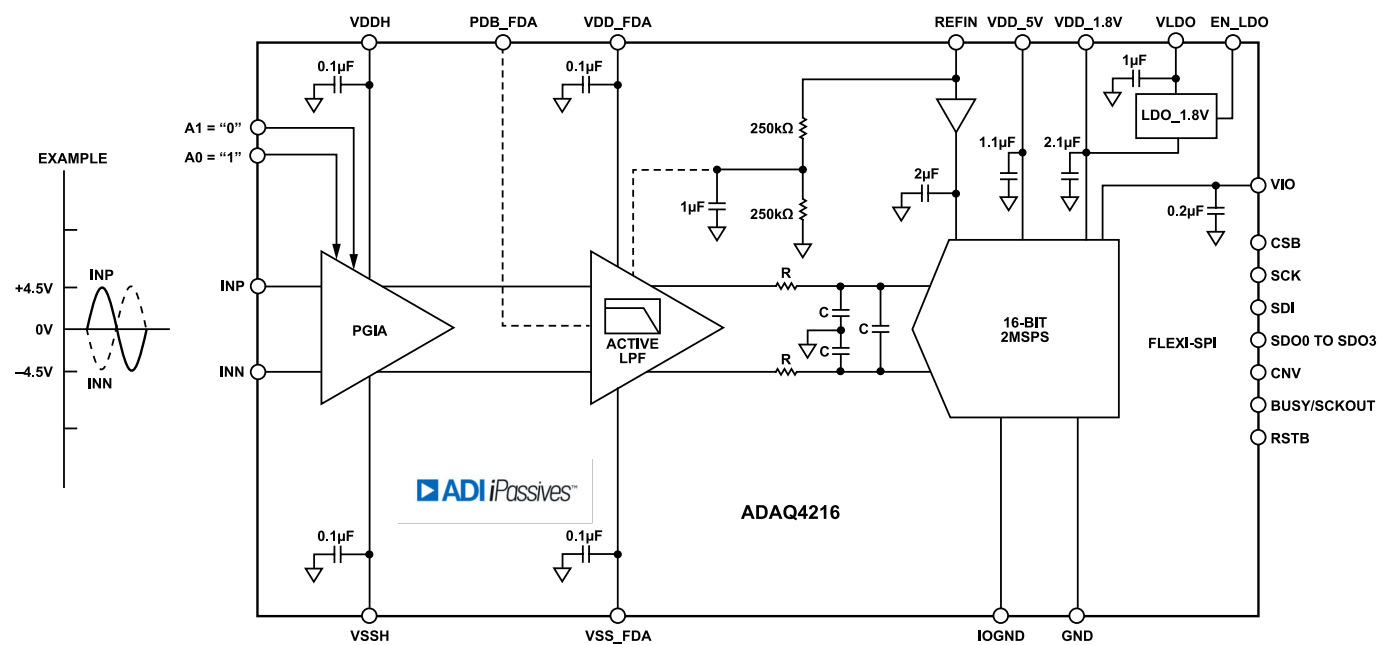 VDDH
PDB_FDA
VDD_FDA
REFIN
VDD_5V
VDD_1.8V
VLDO
EN_LDO
0.1µF
0.1µF
1µF
LDO_1.8V
A1 = “0”
A0 = “1”
250kΩ
1.1µF
2.1µF
EXAMPLE
2µF
VIO
1µF
250kΩ
0.2µF
CSB
INP
+4.5V
0V
–4.5V
INN
INP
INN
PGIA
ACTIVE
LPF
R
R
C
C
C
16-BIT
2MSPS
FLEXI-SPI
SCK
SDI
SDO0 TO SDO3
CNV
BUSY/SCKOUT
RSTB
ADI iPassives™
ADAQ4216
0.1µF
0.1µF
VSSH
VSS_FDA
IOGND
GND